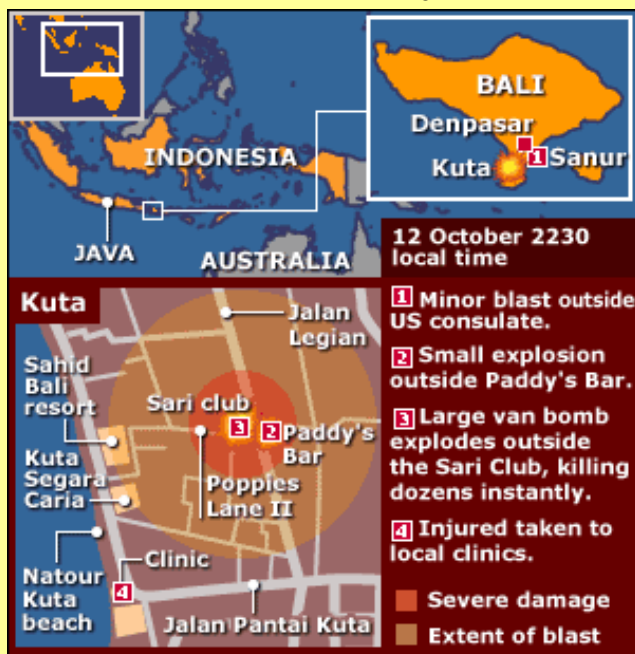 BALI
Denpasar
1 Sanur
Kuta
INDONESIA
JAVA
AUSTRALIA
12 October 2230
local time
Kuta
Jalan
Legian
Sahid
Bali
resort
Sari club
3
2 Paddy's
Bar
Kuta
Segara
Caria
Poppies
Lane II
Clinic
4
Natour
Kuta
beach
Jalan Pantai Kuta
1 Minor blast outside
US consulate.
2 Small explosion
outside Paddy's Bar.
3 Large van bomb
explodes outside
the Sari Club, killing
dozens instantly.
4 Injured taken to
local clinics.
Severe damage
Extent of blast